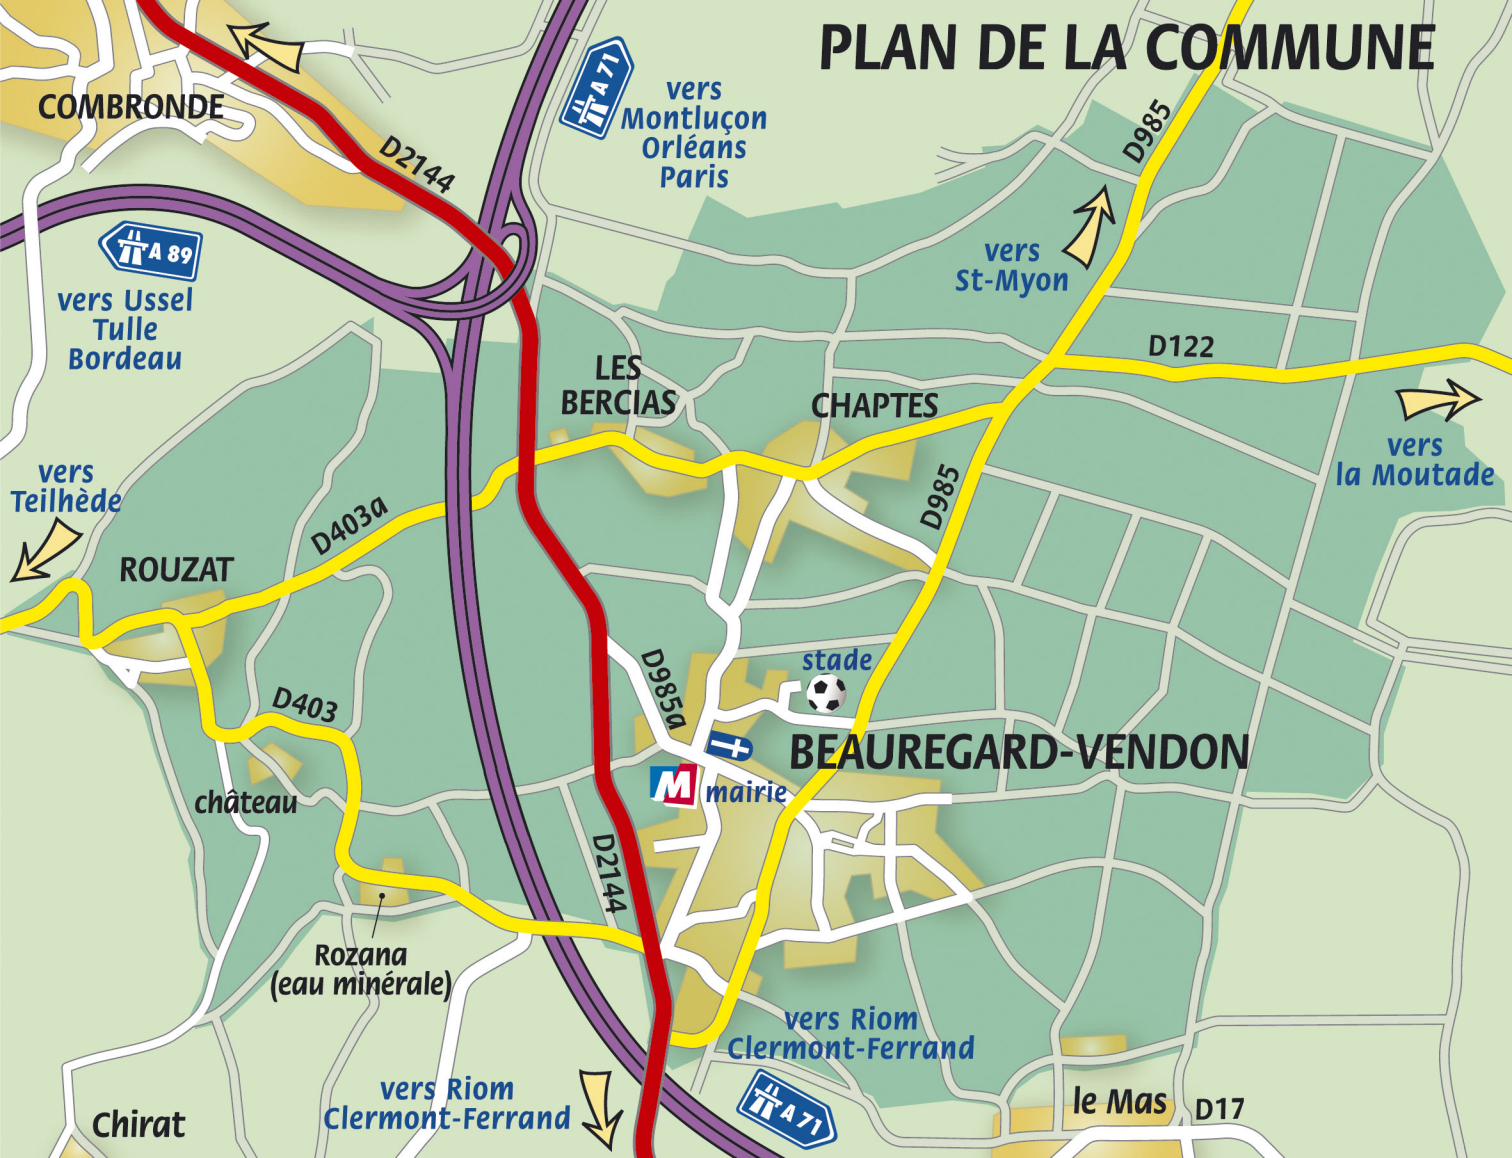 PLAN DE LA COMMUNE
COMBRONDE
D2144
A 71
vers
Montluçon
Orléans
Paris
D985
A 89
vers Ussel
Tulle
Bordeau
vers
St-Myon
D122
LES
BERCIAS
CHAPTES
vers
la Moutade
vers
Teilhède
D403a
D985
ROUZAT
D403
D985a
stade
BEAUREGARD-VENDON
M
mairie
château
D2144
Rozana
(eau minérale)
vers Riom
Clermont-Ferrand
vers Riom
Clermont-Ferrand
A 71
Chirat
le Mas
D17